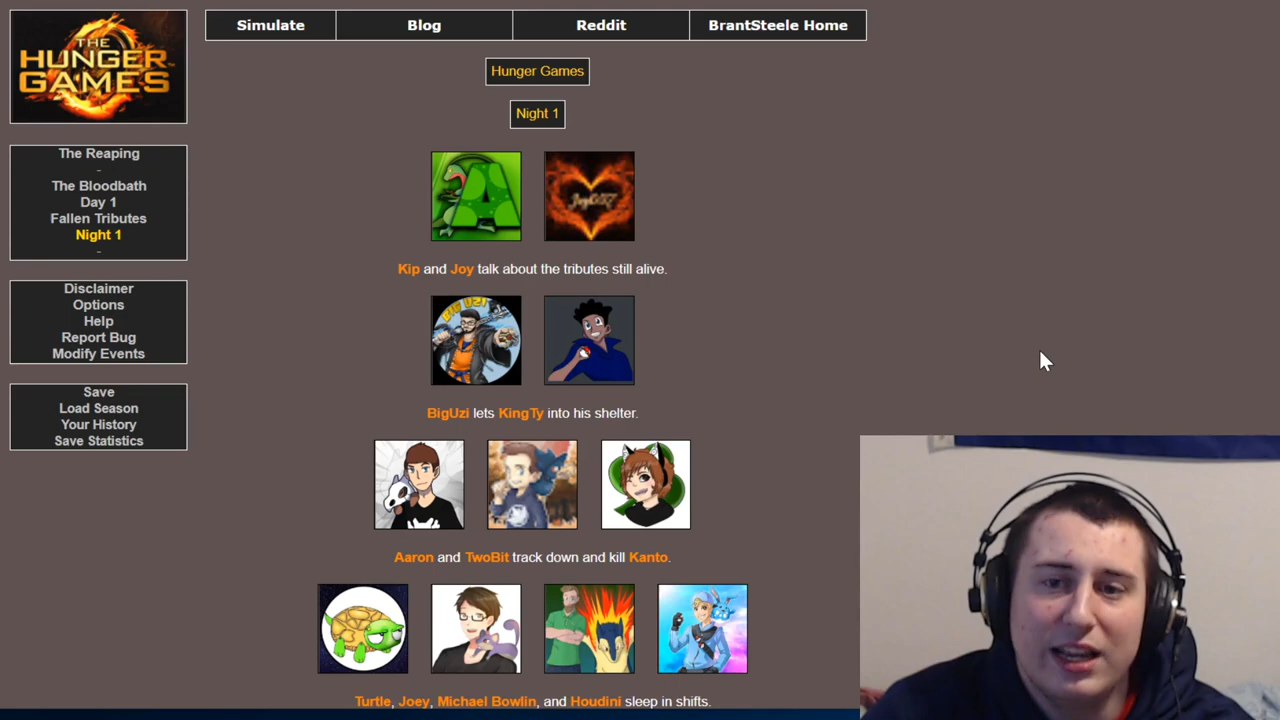 THE
HUNGER
GAMES
Simulate
Blog
Reddit
BrantSteele Home
Hunger Games
Night 1
The Reaping
-
The Bloodbath
Day 1
Fallen Tributes
Night 1
-
Disclaimer
Options
Help
Report Bug
Modify Events
Save
Load Season
Your History
Save Statistics
A
Kip and Joy talk about the tributes still alive.
BIG UZI
BigUzi lets KingTy into his shelter.
Aaron and TwoBit track down and kill Kanto.
Turtle, Joey, Michael Bowlin, and Houdini sleep in shifts.